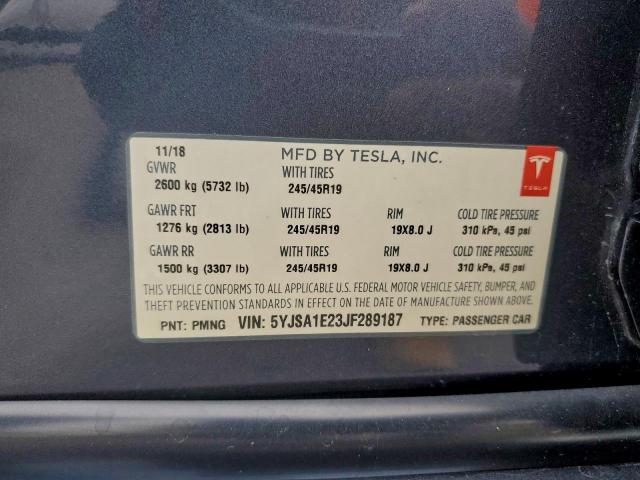 11/18 MFD BY TESLA, INC.
GVWR WITH TIRES
2600 kg (5732 lb) 245/45R19
TESLA
GAWR FRT WITH TIRES RIM COLD TIRE PRESSURE
1276 kg (2813 lb) 245/45R19 19X8.0 J 310 kPa, 45 psi
GAWR RR WITH TIRES RIM COLD TIRE PRESSURE
1500 kg (3307 lb) 245/45R19 19X8.0 J 310 kPa, 45 psi
THIS VEHICLE CONFORMS TO ALL APPLICABLE U.S. FEDERAL MOTOR VEHICLE SAFETY, BUMPER, AND
THEFT PREVENTION STANDARDS IN EFFECT ON THE DATE OF MANUFACTURE SHOWN ABOVE.
PNT: PMNG VIN: 5YJSA1E23JF289187 TYPE: PASSENGER CAR